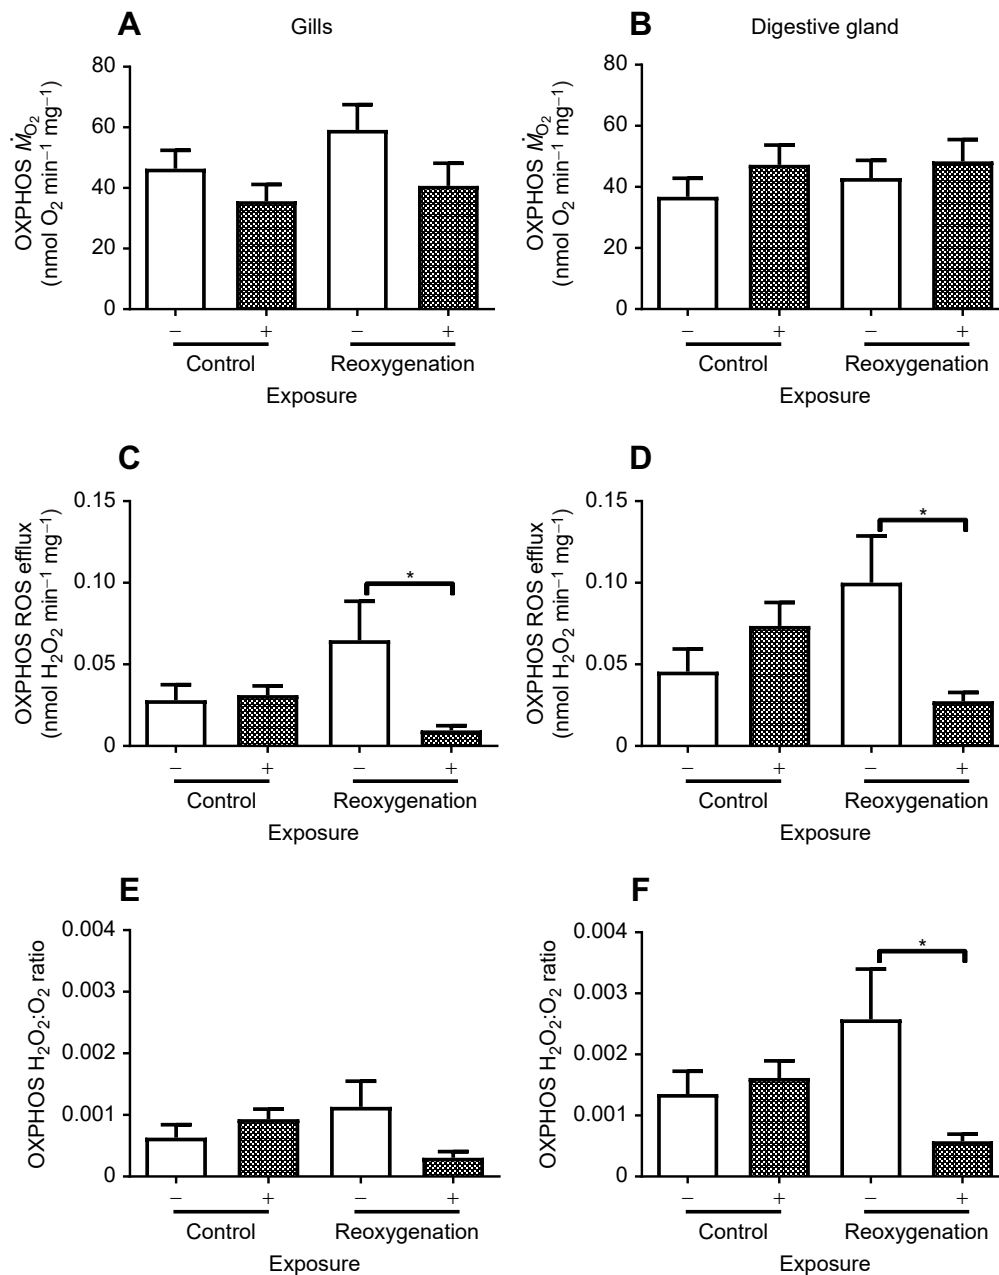 A Gills
OXPHOS ṀO₂
(nmol O₂ min⁻¹ mg⁻¹)
80
60
40
20
0
− + − +
Control Reoxygenation
Exposure
B Digestive gland
OXPHOS ṀO₂
(nmol O₂ min⁻¹ mg⁻¹)
80
60
40
20
0
− + − +
Control Reoxygenation
Exposure
C
OXPHOS ROS efflux
(nmol H₂O₂ min⁻¹ mg⁻¹)
0.15
0.10
0.05
0
*
− + − +
Control Reoxygenation
Exposure
D
OXPHOS ROS efflux
(nmol H₂O₂ min⁻¹ mg⁻¹)
0.15
0.10
0.05
0
*
− + − +
Control Reoxygenation
Exposure
E
OXPHOS H₂O₂:O₂ ratio
0.004
0.003
0.002
0.001
0
− + − +
Control Reoxygenation
Exposure
F
OXPHOS H₂O₂:O₂ ratio
0.004
0.003
0.002
0.001
0
*
− + − +
Control Reoxygenation
Exposure